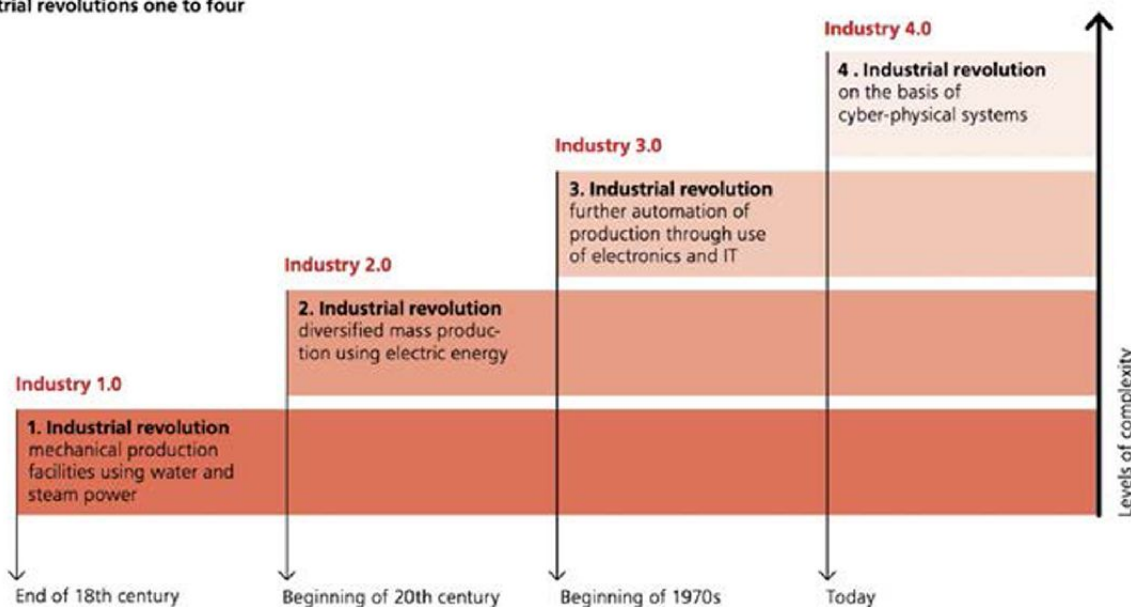 trial revolutions one to four
Industry 4.0
4 . Industrial revolution
on the basis of
cyber-physical systems
Industry 3.0
3. Industrial revolution
further automation of
production through use
of electronics and IT
Industry 2.0
2. Industrial revolution
diversified mass produc-
tion using electric energy
Industry 1.0
1. Industrial revolution
mechanical production
facilities using water and
steam power
Levels of complexity
End of 18th century
Beginning of 20th century
Beginning of 1970s
Today